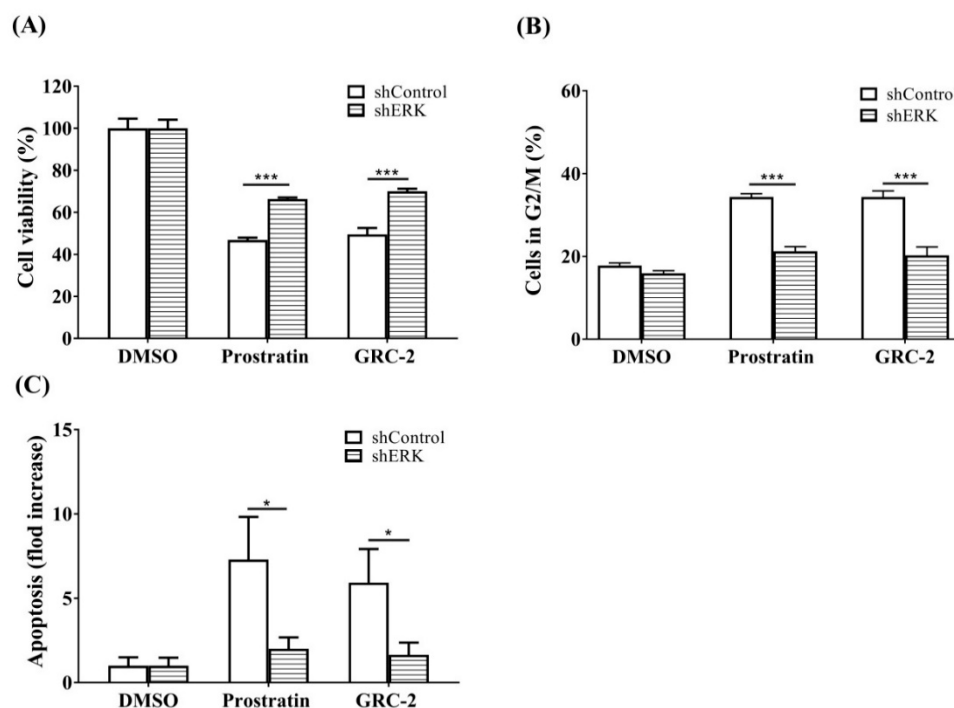 (A)
Cell viability (%)
120
100
80
60
40
20
0
shControl
shERK
***
***
DMSO Prostratin GRC-2
(B)
Cells in G2/M (%)
60
40
20
0
shControl
shERK
***
***
DMSO Prostratin GRC-2
(C)
Apoptosis (flod increase)
15
10
5
0
shControl
shERK
*
*
DMSO Prostratin GRC-2